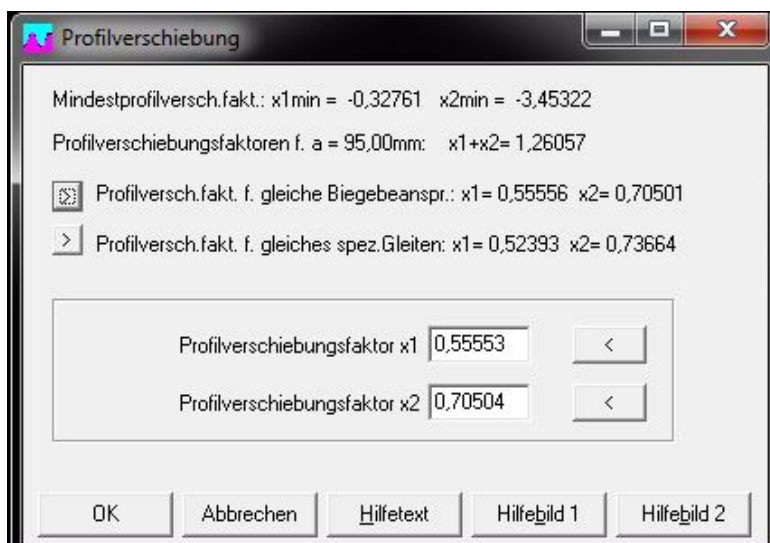 Profilverschiebung
Mindestprofilversch.fakt.: x1min = -0,32761 x2min = -3,45322
Profilverschiebungsfaktoren f. a = 95,00mm: x1+x2= 1,26057
> Profilversch.fakt. f. gleiche Biegebeanspr.: x1= 0,55556 x2= 0,70501
> Profilversch.fakt. f. gleiches spez.Gleiten: x1= 0,52393 x2= 0,73664
Profilverschiebungsfaktor x1 0,55553 <
Profilverschiebungsfaktor x2 0,70504 <
OK Abbrechen Hilfetext Hilfebild 1 Hilfebild 2